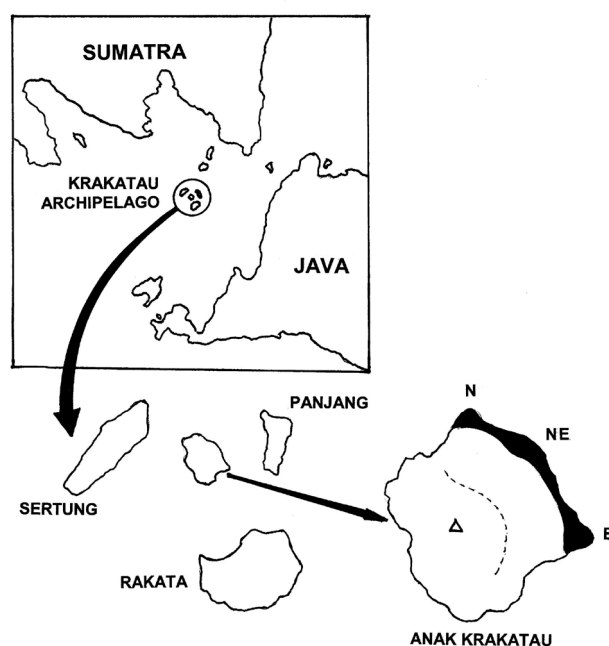 SUMATRA
KRAKATAU
ARCHIPELAGO
JAVA
PANJANG
N
NE
SERTUNG
E
RAKATA
ANAK KRAKATAU